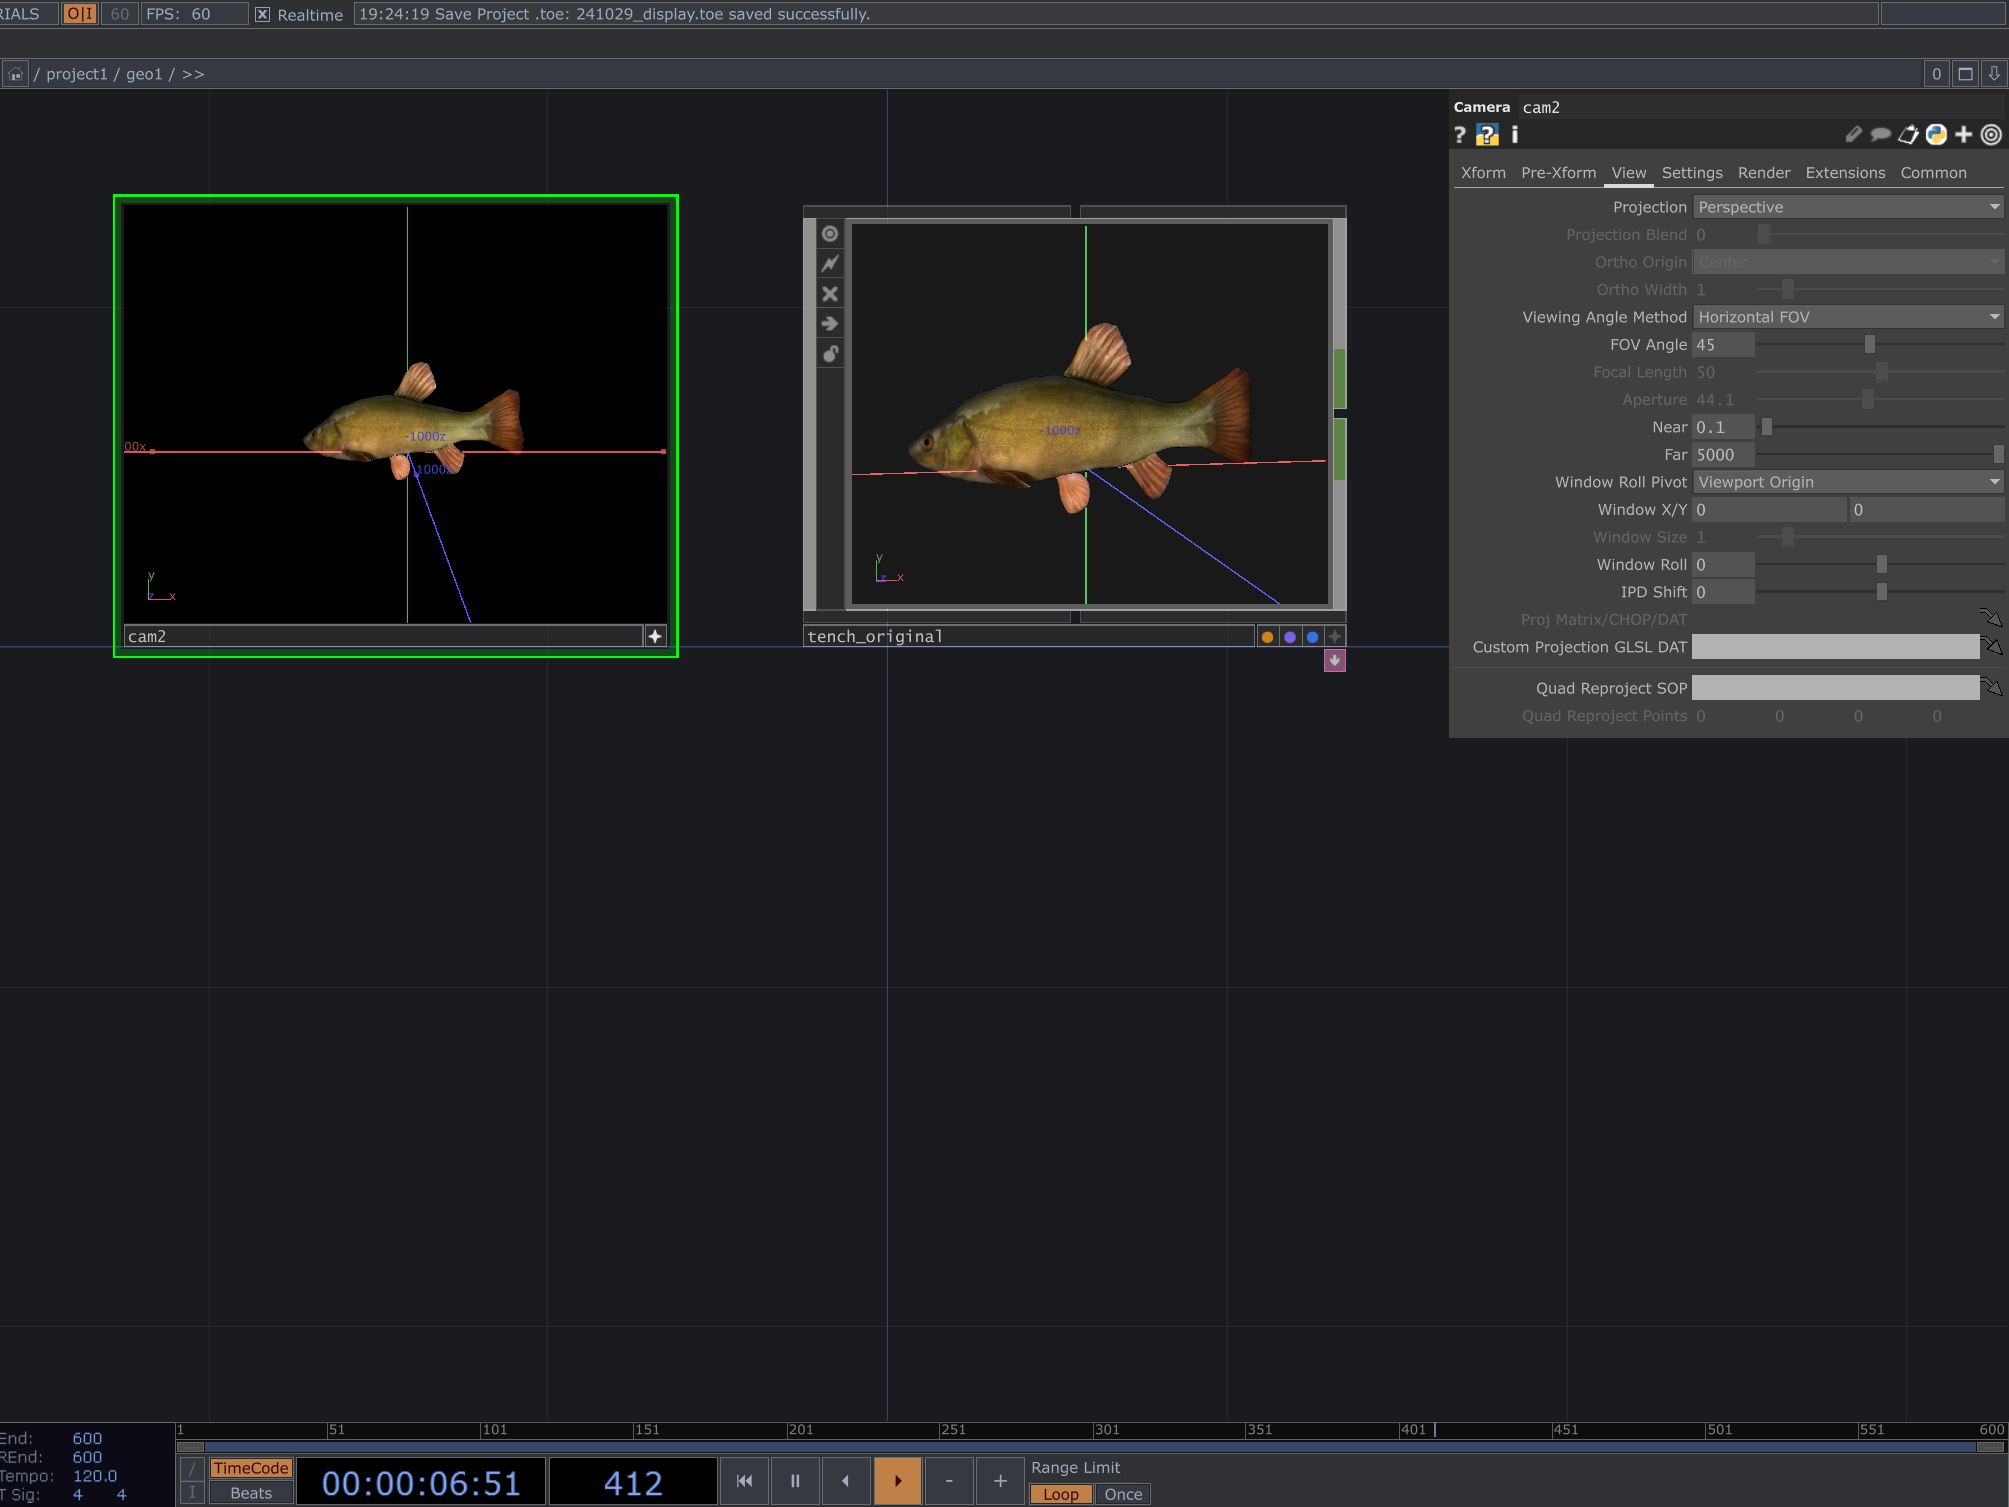 RIALS O|I 60 FPS: 60 Realtime 19:24:19 Save Project .toe: 241029_display.toe saved successfully.
/ project1 / geo1 / >> 0
Camera cam2
? ? i
Xform Pre-Xform View Settings Render Extensions Common
Projection Perspective
Projection Blend 0
Ortho Origin Center
Ortho Width 1
Viewing Angle Method Horizontal FOV
FOV Angle 45
Focal Length 50
Aperture 44.1
Near 0.1
Far 5000
Window Roll Pivot Viewport Origin
Window X/Y 0 0
Window Size 1
Window Roll 0
IPD Shift 0
Proj Matrix/CHOP/DAT
Custom Projection GLSL DAT
Quad Reproject SOP
Quad Reproject Points 0 0 0 0
-1000z
00x
1000z
y
z x
cam2
-1000z
y
z x
tench_original
1 51 101 151 201 251 301 351 401 451 501 551 600
End: 600
REnd: 600
Tempo: 120.0
T Sig: 4 4
/ TimeCode
I Beats
00:00:06:51 412 - +
Range Limit
Loop Once